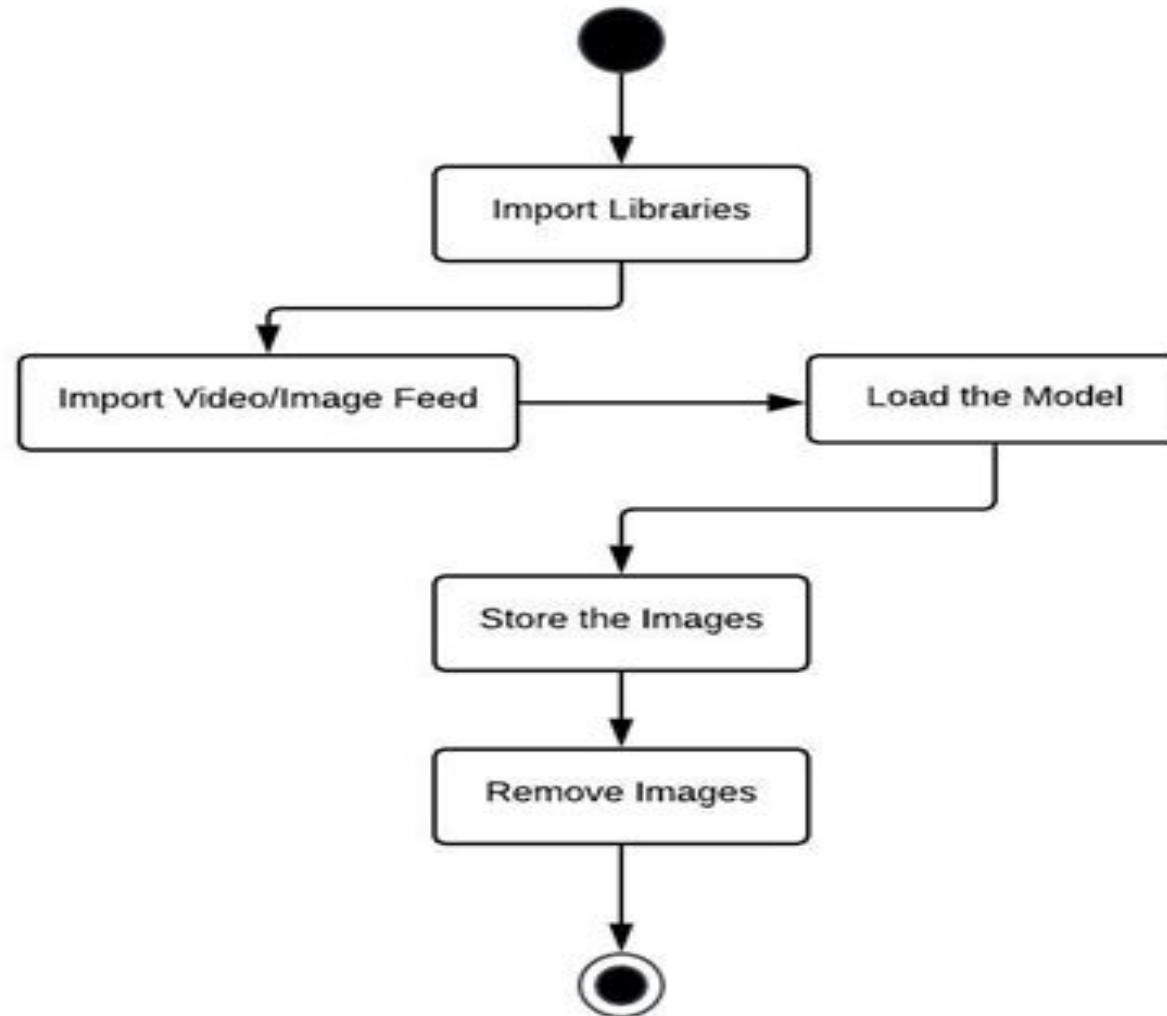 Import Libraries
Import Video/Image Feed
Load the Model
Store the Images
Remove Images